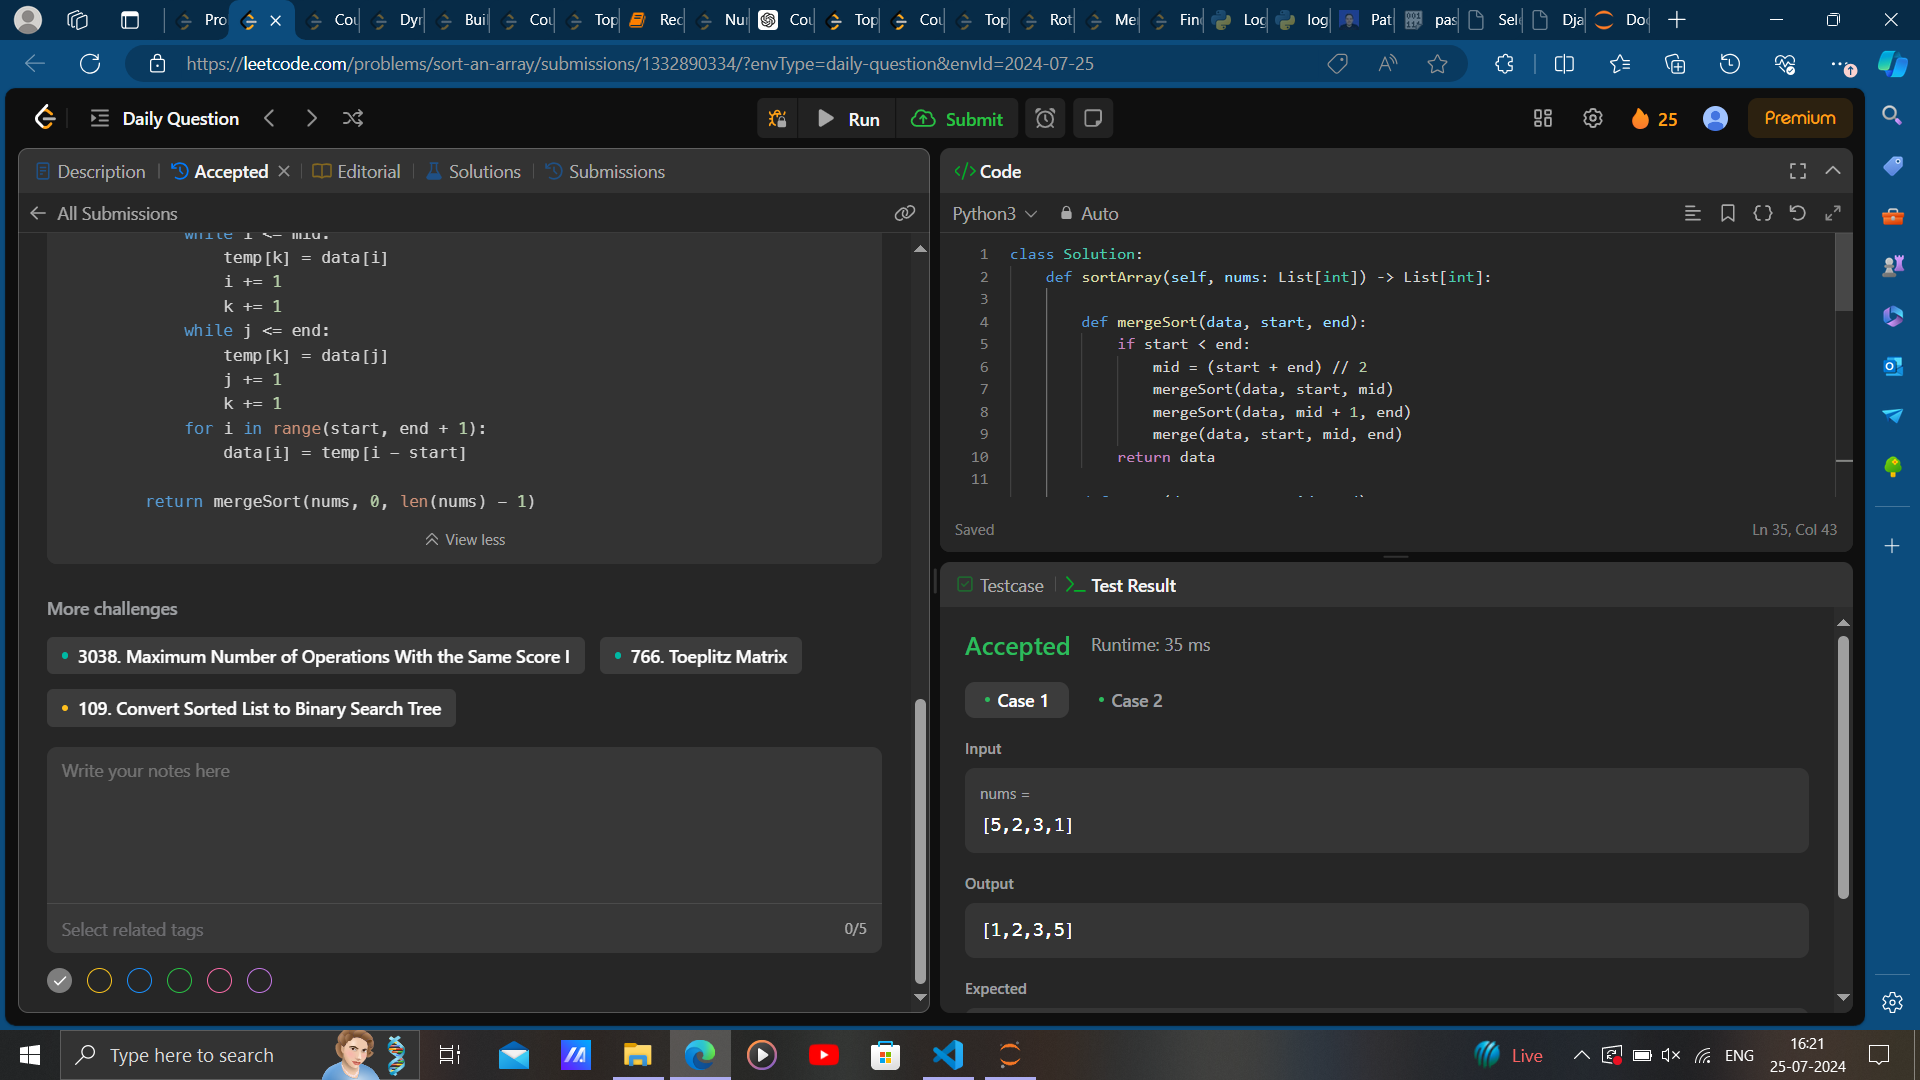 Pro
Cou
Dyr
Buil
Cou
Top
Rec
Nur
Cou
Top
Cou
Top
Rot
Me
Fin
Log
log
Pat
pas
Sel
Dja
Do
https://leetcode.com/problems/sort-an-array/submissions/1332890334/?envType=daily-question&envId=2024-07-25
Daily Question
Run
Submit
25
Premium
Description
Accepted
Editorial
Solutions
Submissions
All Submissions
while i <= mid:
temp[k] = data[i]
i += 1
k += 1
while j <= end:
temp[k] = data[j]
j += 1
k += 1
for i in range(start, end + 1):
data[i] = temp[i - start]
return mergeSort(nums, 0, len(nums) - 1)
View less
More challenges
3038. Maximum Number of Operations With the Same Score I
766. Toeplitz Matrix
109. Convert Sorted List to Binary Search Tree
Write your notes here
Select related tags
0/5
</> Code
Python3
Auto
1 class Solution:
2 def sortArray(self, nums: List[int]) -> List[int]:
3
4 def mergeSort(data, start, end):
5 if start < end:
6 mid = (start + end) // 2
7 mergeSort(data, start, mid)
8 mergeSort(data, mid + 1, end)
9 merge(data, start, mid, end)
10 return data
11
Saved
Ln 35, Col 43
Testcase
Test Result
Accepted
Runtime: 35 ms
Case 1
Case 2
Input
nums =
[5,2,3,1]
Output
[1,2,3,5]
Expected
Type here to search
Live
ENG
16:21
25-07-2024